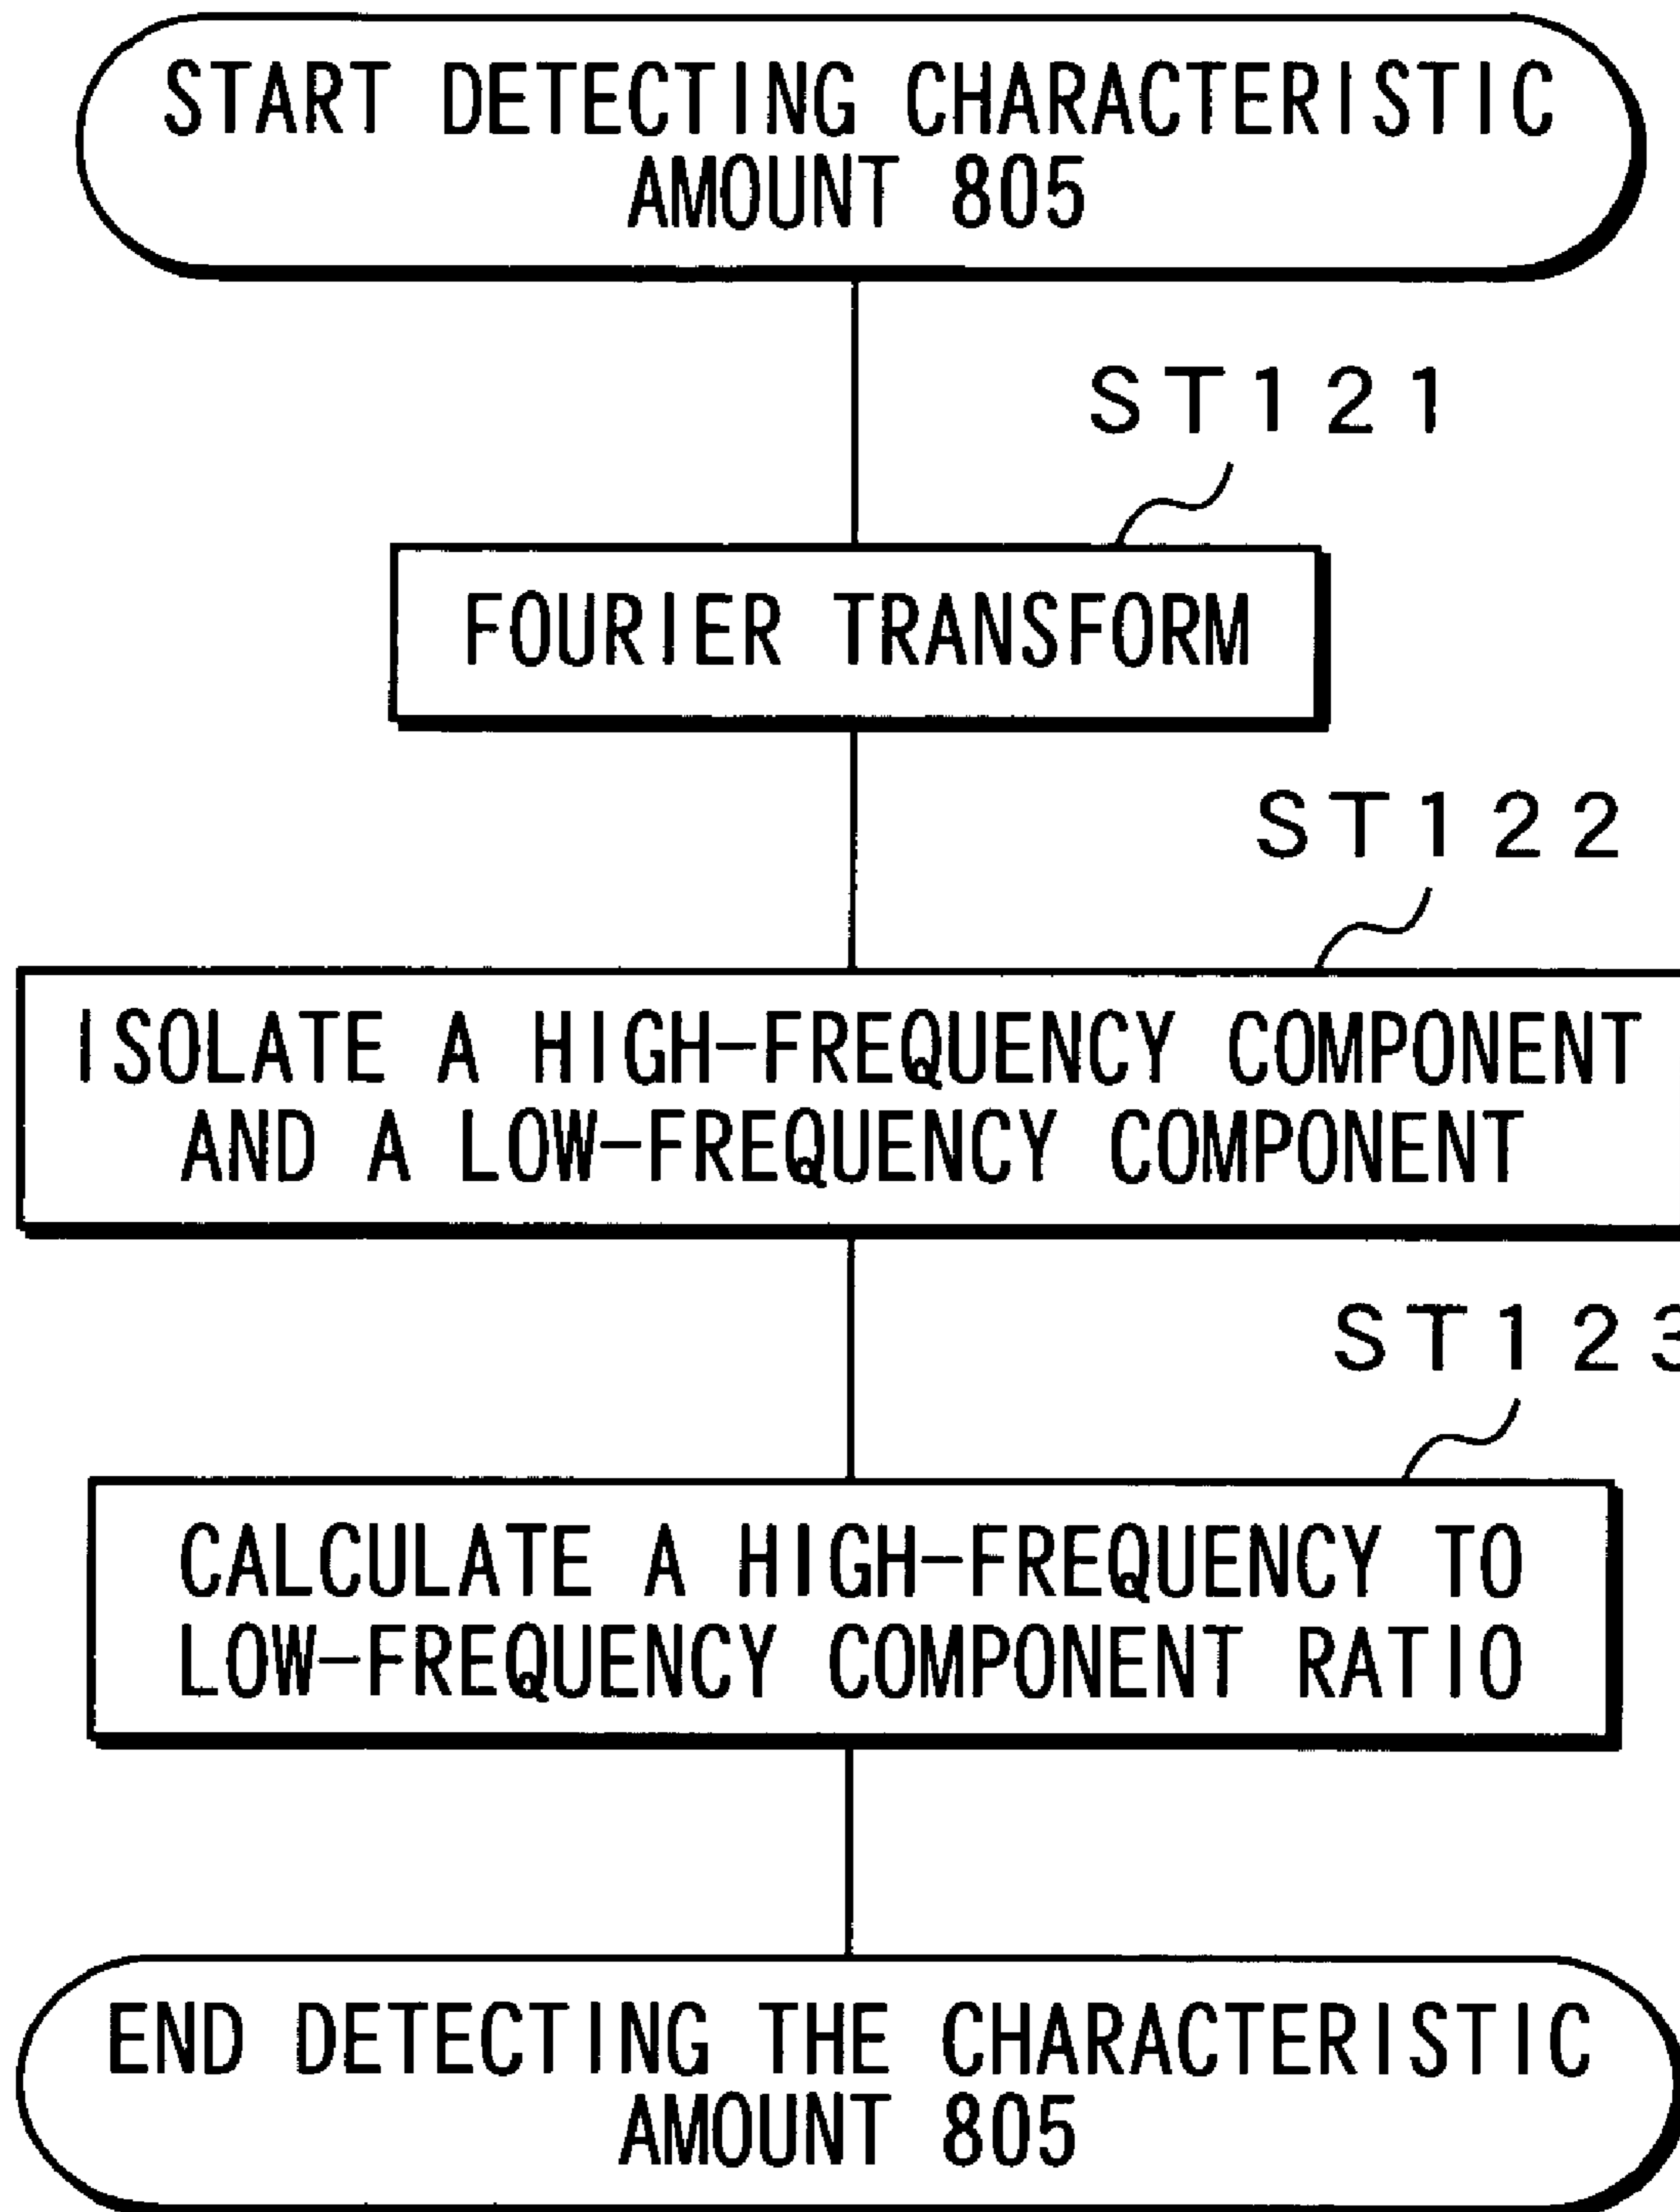 START DETECTING CHARACTERISTIC
AMOUNT 805
ST121
FOURIER TRANSFORM
ST122
ISOLATE A HIGH-FREQUENCY COMPONENT
AND A LOW-FREQUENCY COMPONENT
ST123
CALCULATE A HIGH-FREQUENCY TO
LOW-FREQUENCY COMPONENT RATIO
END DETECTING THE CHARACTERISTIC
AMOUNT 805